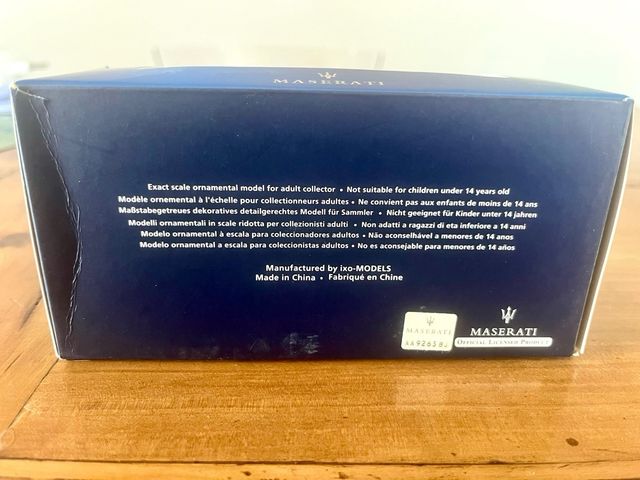 MASERATI
Exact scale ornamental model for adult collector • Not suitable for children under 14 years old
Modèle ornemental à l'échelle pour collectionneurs adultes • Ne convient pas aux enfants de moins de 14 ans
Maßstabegetreues dekoratives detailgerechtes Modell für Sammler • Nicht geeignet für Kinder unter 14 jahren
Modelli ornamentali in scale ridotta per collezionisti adulti • Non adatti a ragazzi di eta inferiore a 14 anni
Modelo ornamental à escala para coleccionadores adultos • Não aconselhável a menores de 14 anos
Modelo ornamental a escala para coleccionistas adultos • No es aconsejable para menores de 14 años
Manufactured by ixo-MODELS
Made in China • Fabriqué en Chine
MASERATI
AA 92658
MASERATI
OFFICIAL LICENSED PRODUCT